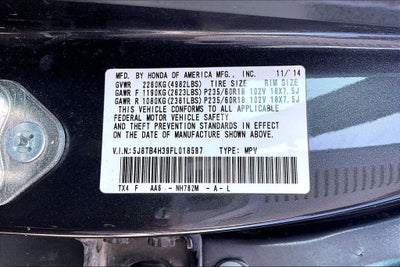 MFD. BY HONDA OF AMERICA MFG., INC. 11/'14
GVWR 2260KG(4982LBS) TIRE SIZE RIM SIZE
GAWR F 1190KG(2623LBS) P235/60R18 102V 18X7.5J
GAWR R 1080KG(2381LBS) P235/60R18 102V 18X7.5J
THIS VEHICLE CONFORMS TO ALL APPLICABLE
FEDERAL MOTOR VEHICLE SAFETY
AND THEFT PREVENTION STANDARDS IN EFFECT
ON THE DATE OF MANUFACTURE SHOWN ABOVE.
V.I.N: 5J8TB4H39FL018597 TYPE: MPV
TX4 F AA6 - NH782M - A - L